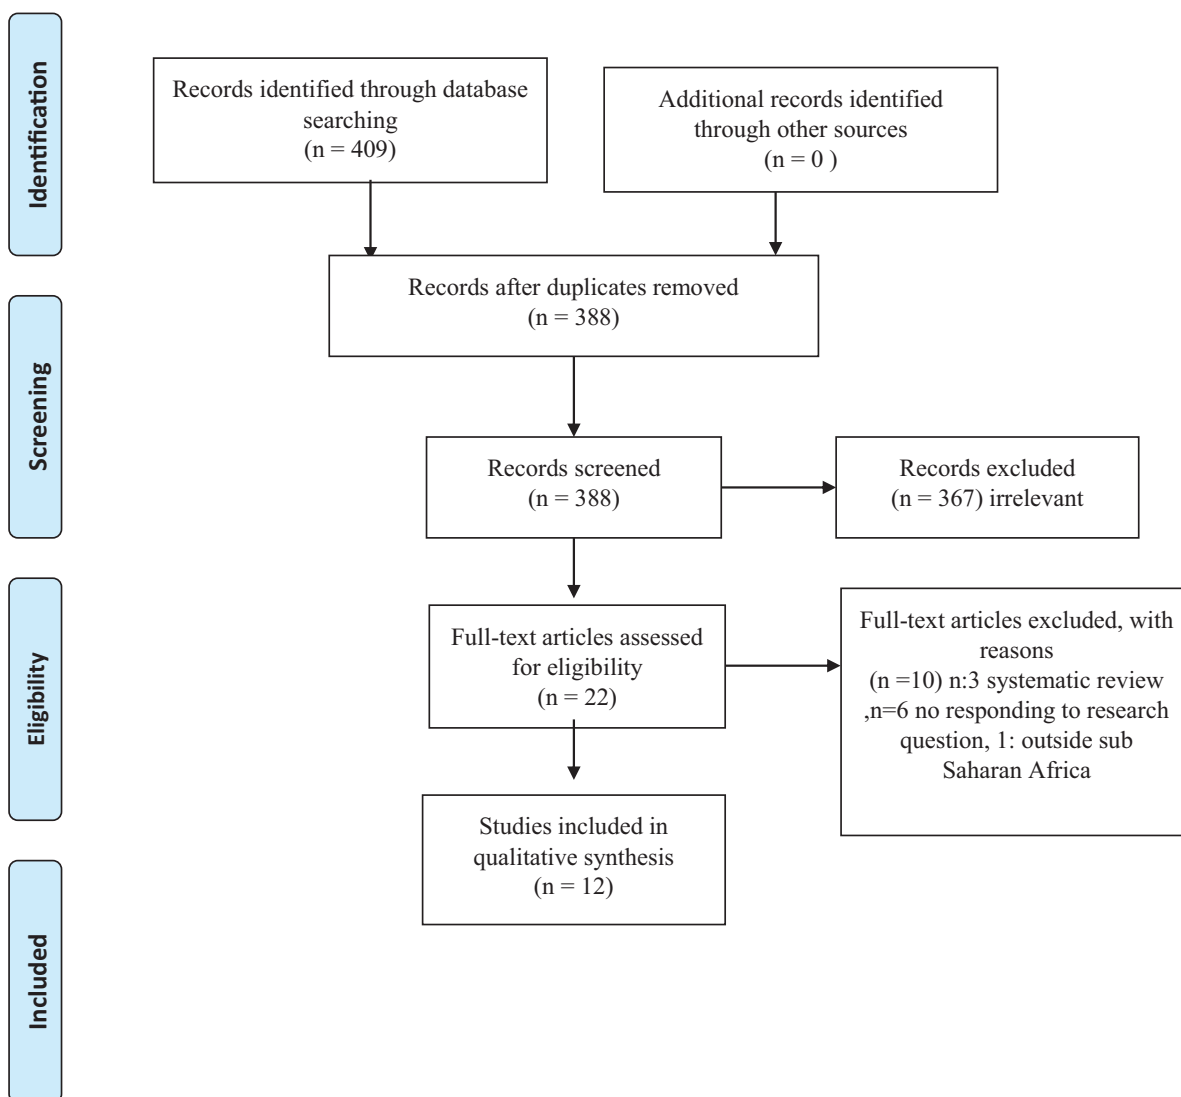 Identification
Records identified through database
searching
(n = 409)
Additional records identified
through other sources
(n = 0 )
Records after duplicates removed
(n = 388)
Screening
Records screened
(n = 388)
Records excluded
(n = 367) irrelevant
Eligibility
Full-text articles assessed
for eligibility
(n = 22)
Full-text articles excluded, with
reasons
(n =10) n:3 systematic review
,n=6 no responding to research
question, 1: outside sub
Saharan Africa
Studies included in
qualitative synthesis
(n = 12)
Included